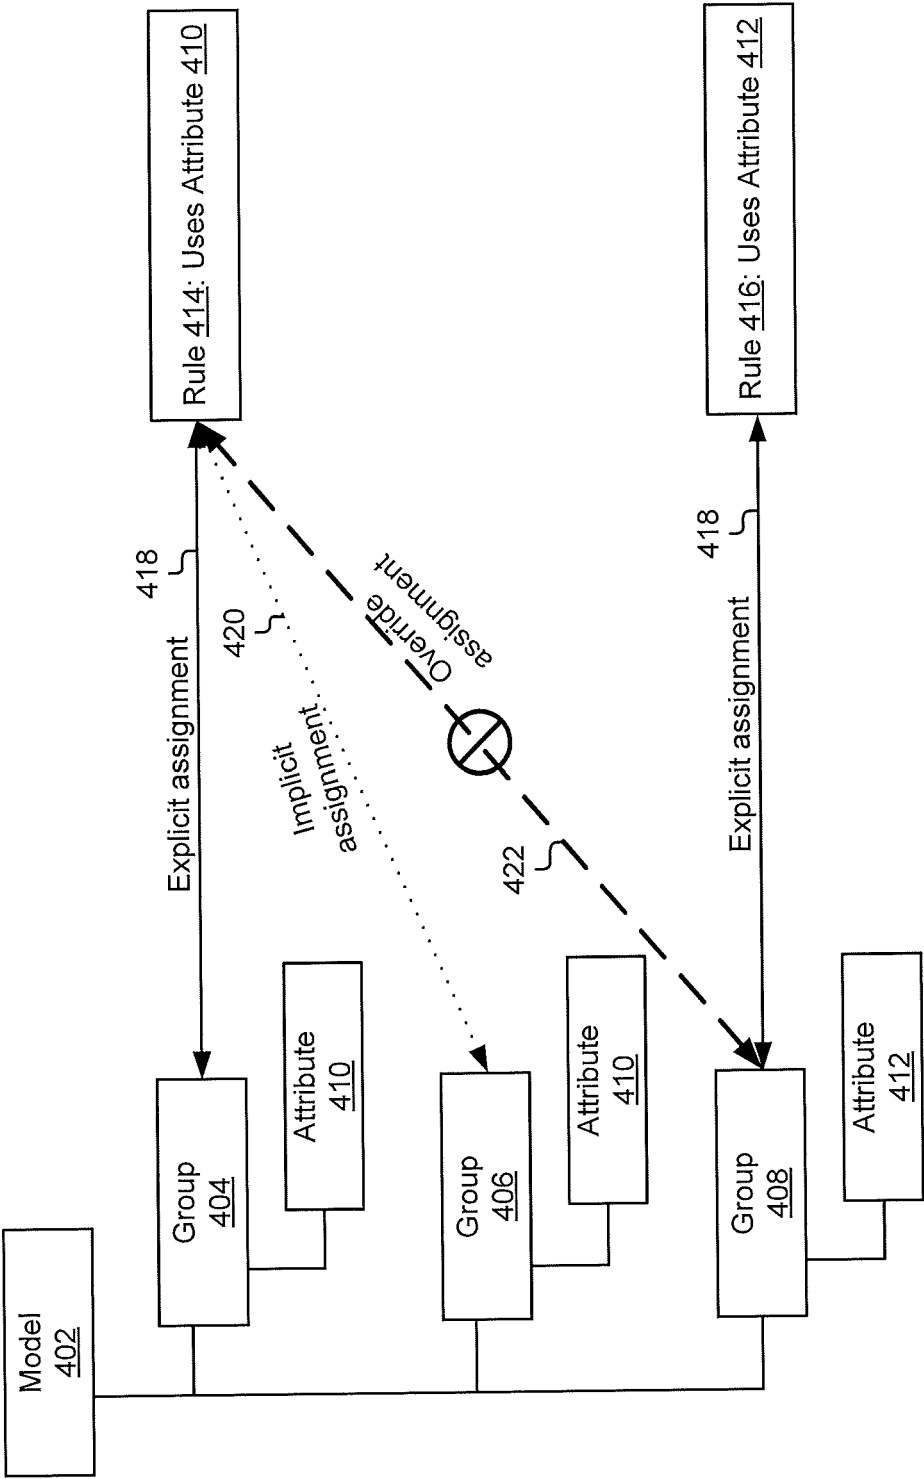 Model
402
Group
404
Attribute
410
Explicit assignment
418
Rule 414: Uses Attribute 410
Implicit
assignment
420
Override
assignment
Group
406
Attribute
410
422
Group
408
Attribute
412
Explicit assignment
418
Rule 416: Uses Attribute 412